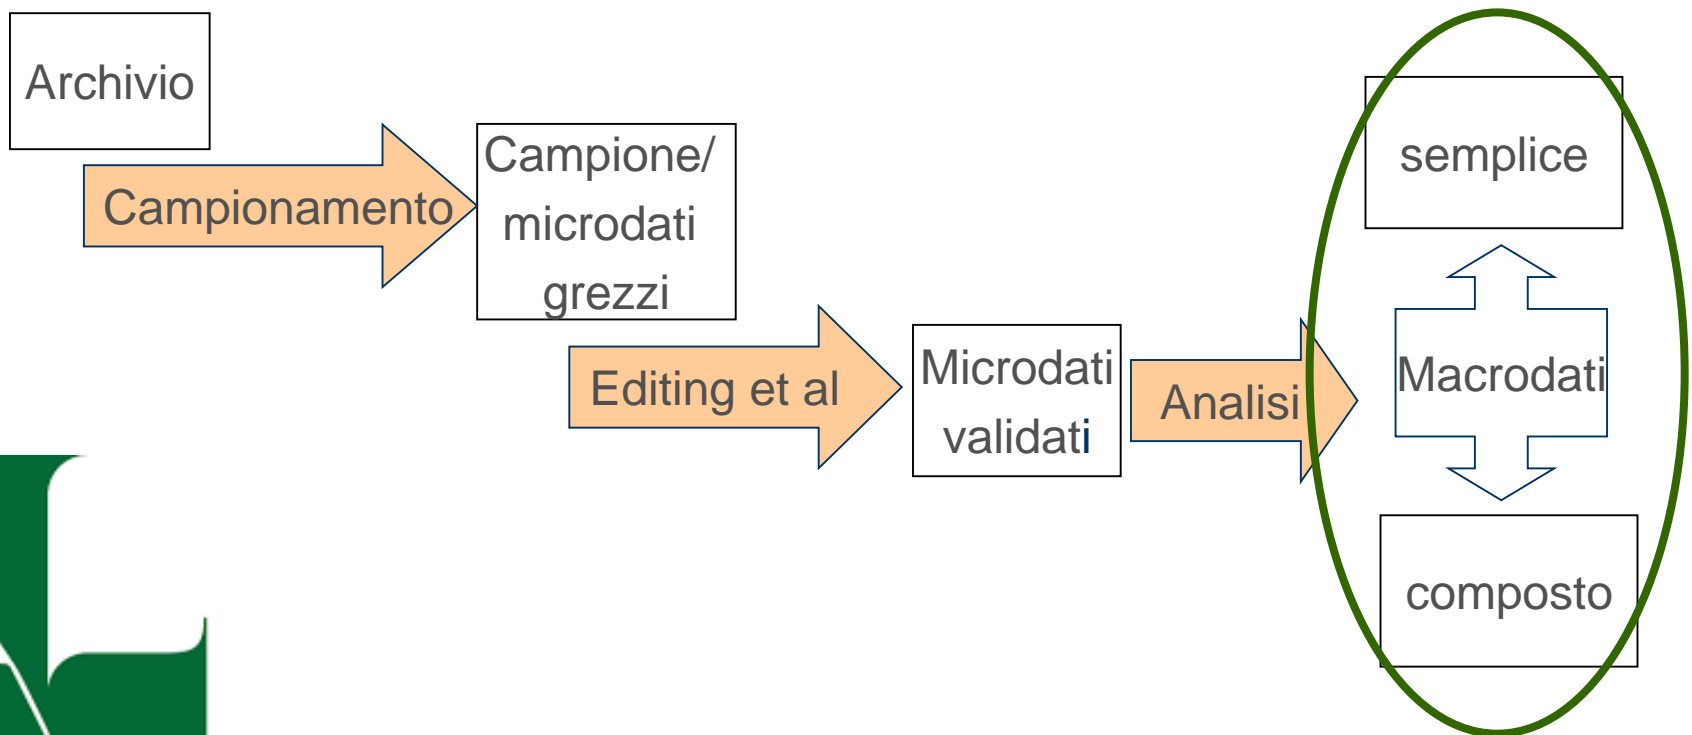 Archivio
Campionamento
Campione/
microdati
grezzi
Editing et al
Microdati
validati
Analisi
semplice
Macrodati
composto